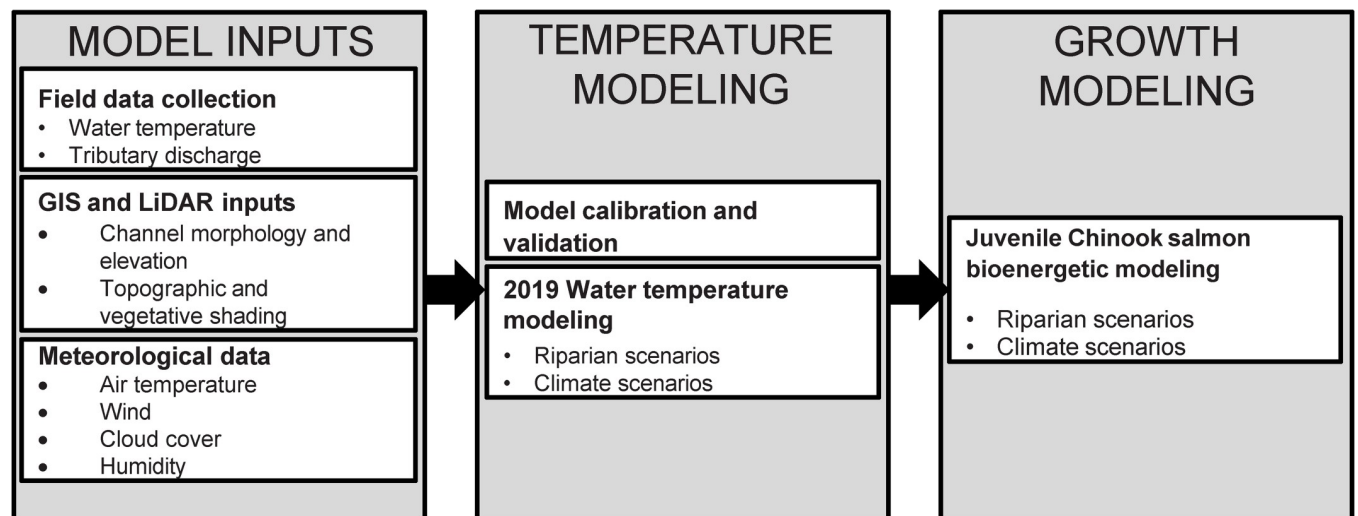 MODEL INPUTS
Field data collection
• Water temperature
• Tributary discharge
GIS and LiDAR inputs
• Channel morphology and
elevation
• Topographic and
vegetative shading
Meteorological data
• Air temperature
• Wind
• Cloud cover
• Humidity
TEMPERATURE
MODELING
Model calibration and
validation
2019 Water temperature
modeling
• Riparian scenarios
• Climate scenarios
GROWTH
MODELING
Juvenile Chinook salmon
bioenergetic modeling
• Riparian scenarios
• Climate scenarios